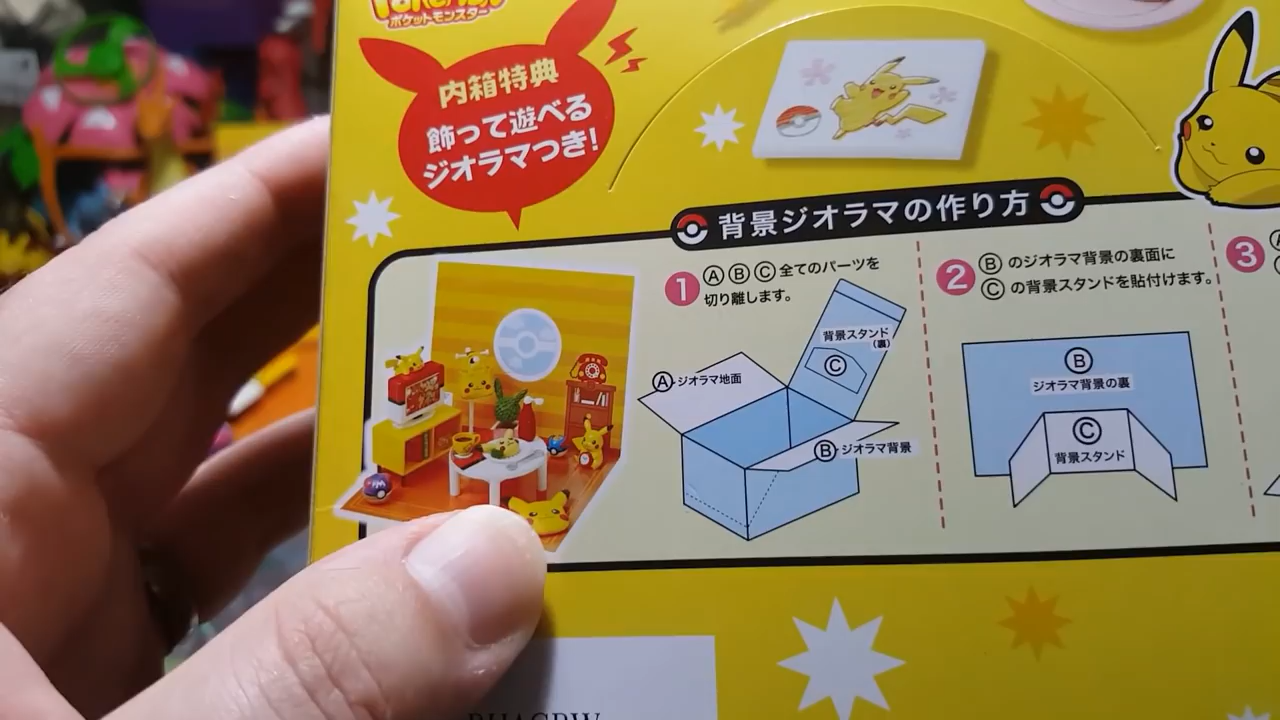 ポケットモンスター
内箱特典
飾って遊べる
ジオラマつき!
背景ジオラマの作り方
1 Ⓐ Ⓑ Ⓒ 全てのパーツを
切り離します。
背景スタンド
(裏)
Ⓒ
Ⓐ ジオラマ地面
Ⓑ ジオラマ背景
2 Ⓑ のジオラマ背景の裏面に
Ⓒ の背景スタンドを貼付けます。
Ⓑ
ジオラマ背景の裏
Ⓒ
背景スタンド
3